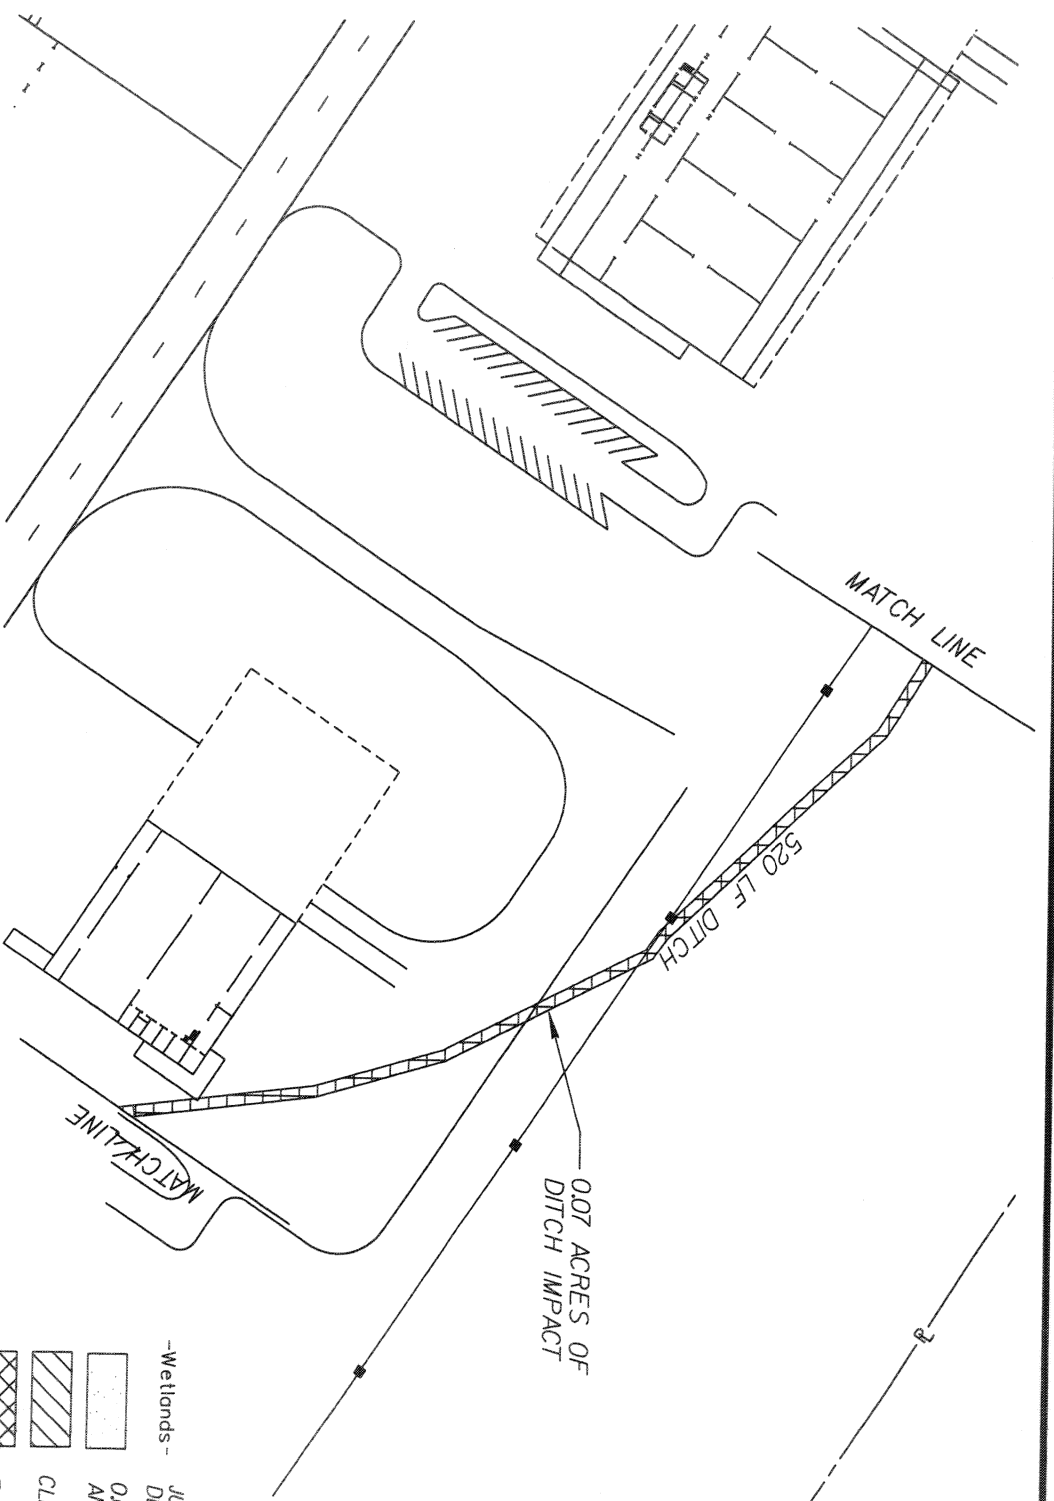 MATCH LINE
520 LF DITCH
0.07 ACRES OF
DITCH IMPACT
MATCH LINE
-Wetlands-